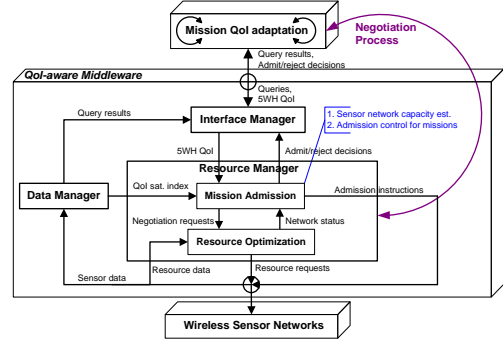 Mission QoI adaptation
Negotiation
Process
Query results,
Admit/reject decisions
QoI-aware Middleware
Queries,
5WH QoI
Query results
Interface Manager
1. Sensor network capacity est.
2. Admission control for missions
5WH QoI
Admit/reject decisions
Resource Manager
Data Manager
QoI sat. index
Mission Admission
Admission instructions
Negotiation requests
Network status
Resource Optimization
Sensor data
Resource data
Resource requests
Wireless Sensor Networks